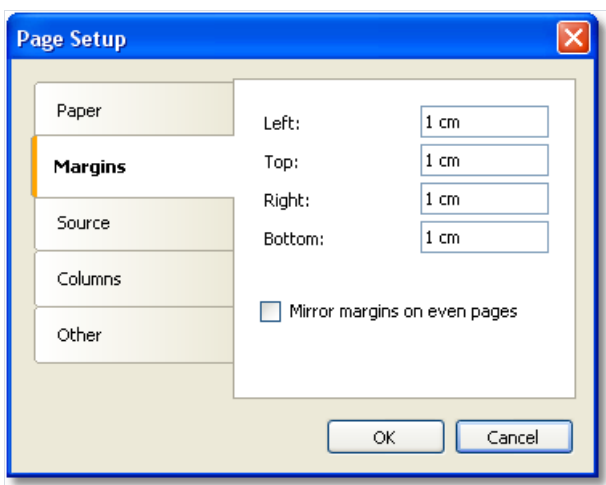 Page Setup
Paper
Margins
Source
Columns
Other
Left: 1 cm
Top: 1 cm
Right: 1 cm
Bottom: 1 cm
Mirror margins on even pages
OK Cancel